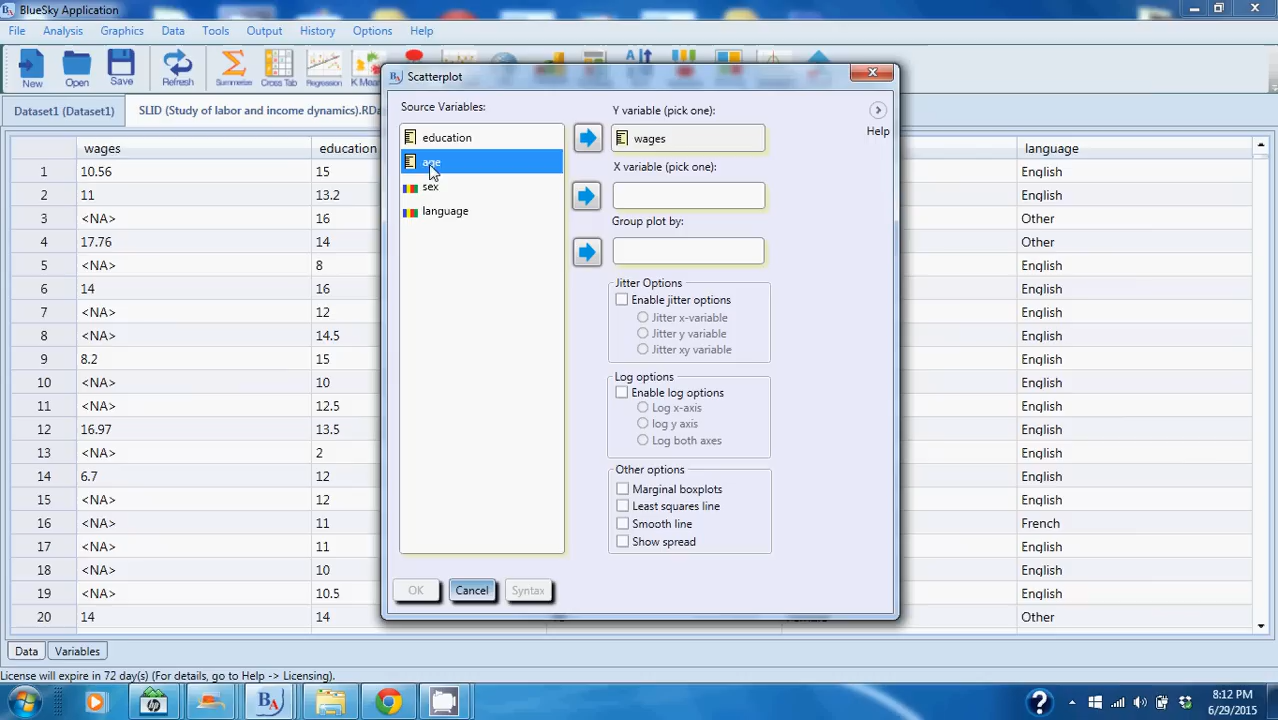 BlueSky Application
File Analysis Graphics Data Tools Output History Options Help
New Open Save Refresh Summerise Cross Tab Regression K Mea
Dataset1 (Dataset1) SLID (Study of labor and income dynamics).RDa
Scatterplot
Source Variables:
education
age
sex
language
Y variable (pick one):
wages
X variable (pick one):
Group plot by:
Help
Jitter Options
Enable jitter options
Jitter x-variable
Jitter y variable
Jitter xy variable
Log options
Enable log options
Log x-axis
log y axis
Log both axes
Other options
Marginal boxplots
Least squares line
Smooth line
Show spread
OK Cancel Syntax
wages education language
1 10.56 15 English
2 11 13.2 English
3 <NA> 16 Other
4 17.76 14 Other
5 <NA> 8 English
6 14 16 English
7 <NA> 12 English
8 <NA> 14.5 English
9 8.2 15 English
10 <NA> 10 English
11 <NA> 12.5 English
12 16.97 13.5 English
13 <NA> 2 English
14 6.7 12 English
15 <NA> 12 English
16 <NA> 11 French
17 <NA> 11 English
18 <NA> 10 English
19 <NA> 10.5 English
20 14 14 Other
Data Variables
License will expire in 72 day(s) (For details, go to Help -> Licensing).
8:12 PM
6/29/2015